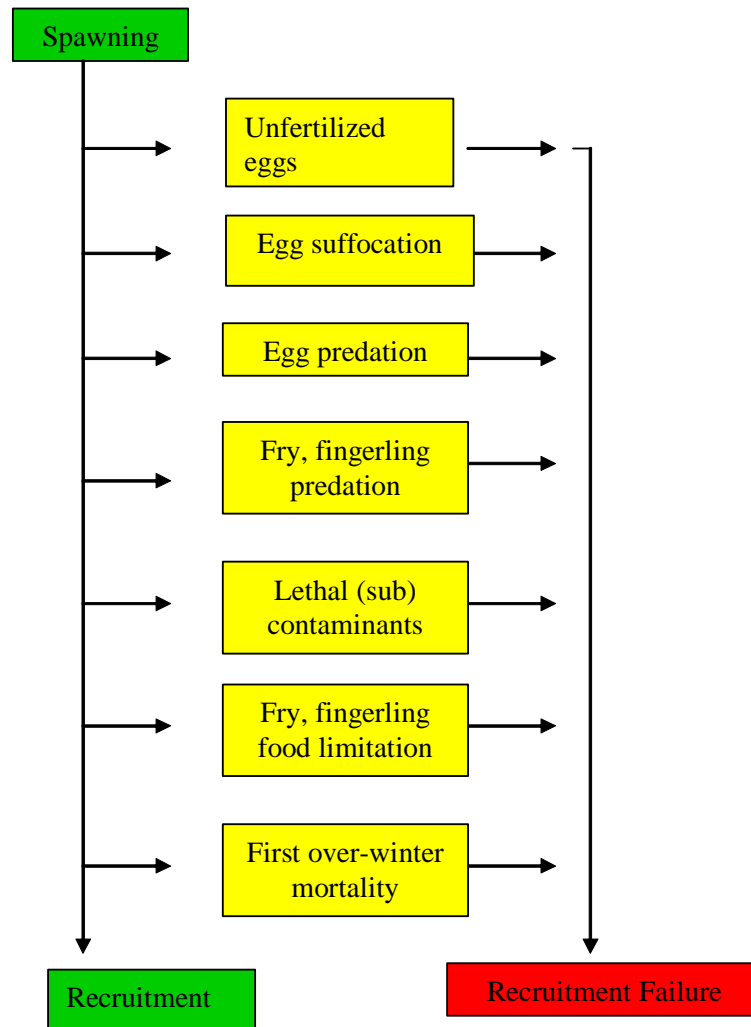 Spawning
Unfertilized
eggs
Egg suffocation
Egg predation
Fry, fingerling
predation
Lethal (sub)
contaminants
Fry, fingerling
food limitation
First over-winter
mortality
Recruitment
Recruitment Failure